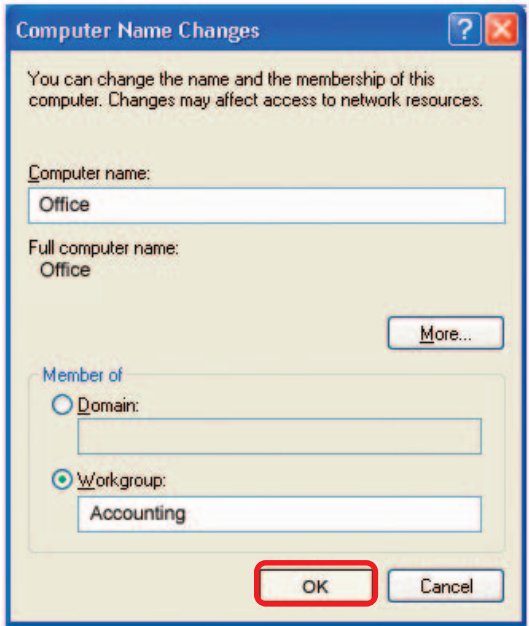 Computer Name Changes
You can change the name and the membership of this
computer. Changes may affect access to network resources.
Computer name:
Office
Full computer name:
Office
More...
Member of
Domain:
Workgroup:
Accounting
OK Cancel